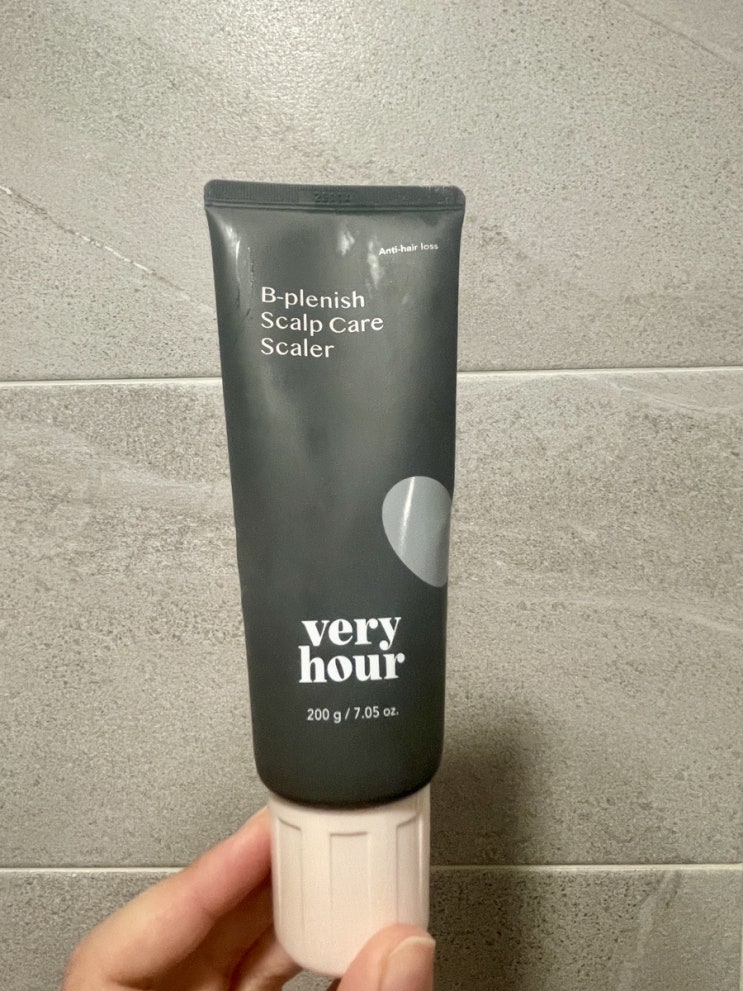 Anti-hair loss
B-plenish
Scalp Care
Scaler
very
hour
200 g / 7.05 oz.